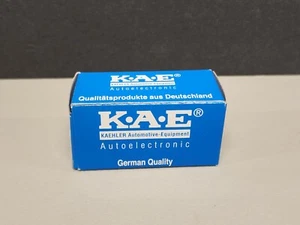 K.A.E®
Autoelectronic
Qualitätsprodukte aus Deutschland
K.A.E®
KAEHLER Automotive-Equipment
Autoelectronic
German Quality